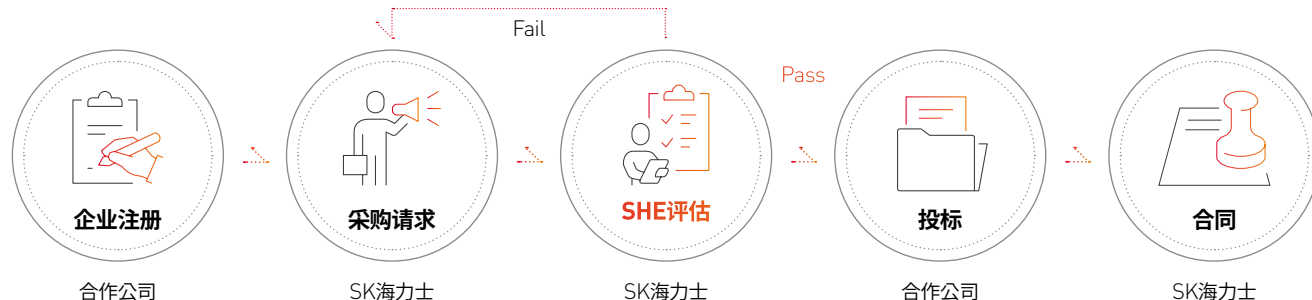 Fail
Pass
企业注册
采购请求
SHE评估
投标
合同
合作公司
SK海力士
SK海力士
合作公司
SK海力士